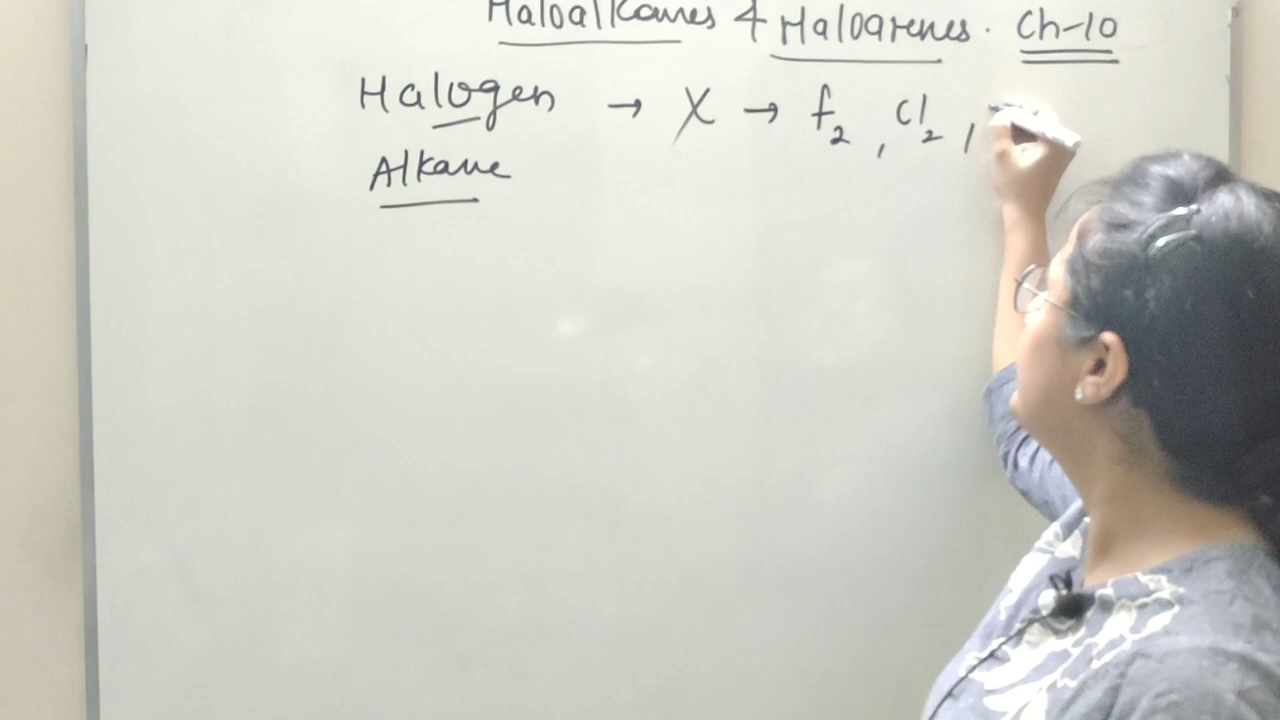 Haloalkanes & Haloarenes. Ch-10
Halogen → X → f₂, Cl₂,
Alkane